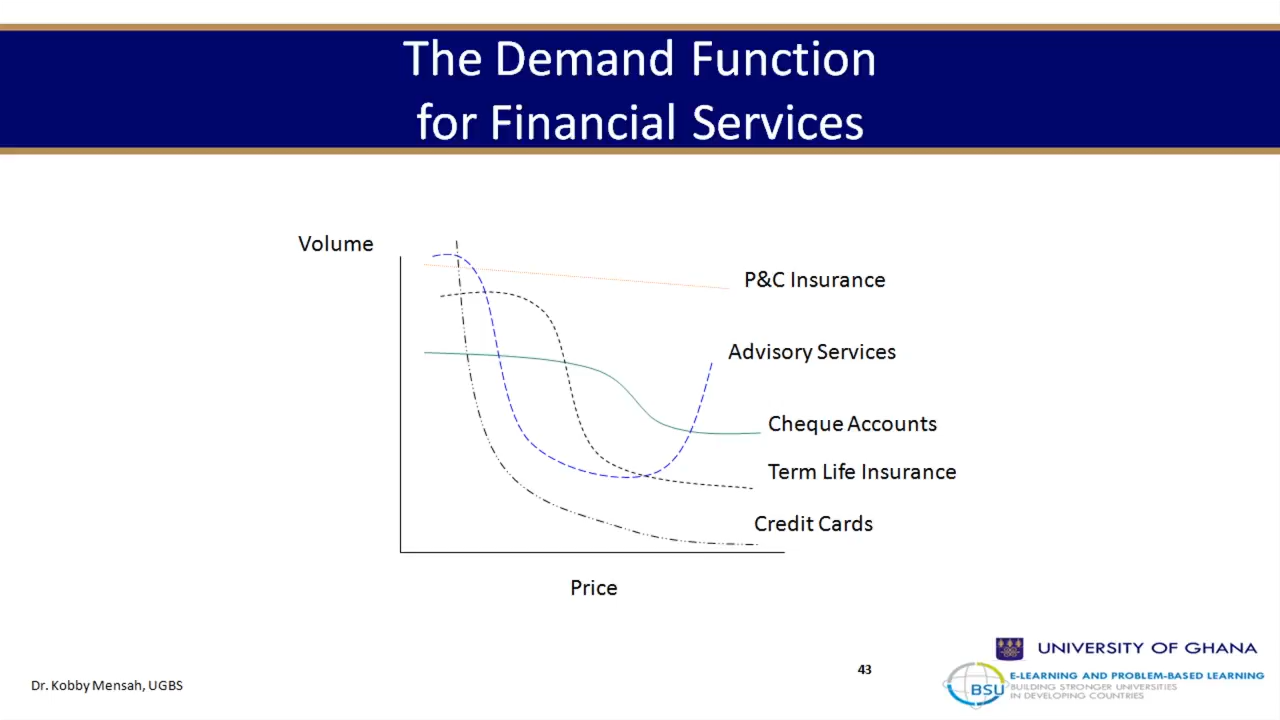 The Demand Function
for Financial Services
Volume
P&C Insurance
Advisory Services
Cheque Accounts
Term Life Insurance
Credit Cards
Price
Dr. Kobby Mensah, UGBS
43
UNIVERSITY OF GHANA
BSU
E-LEARNING AND PROBLEM-BASED LEARNING
BUILDING STRONGER UNIVERSITIES
IN DEVELOPING COUNTRIES